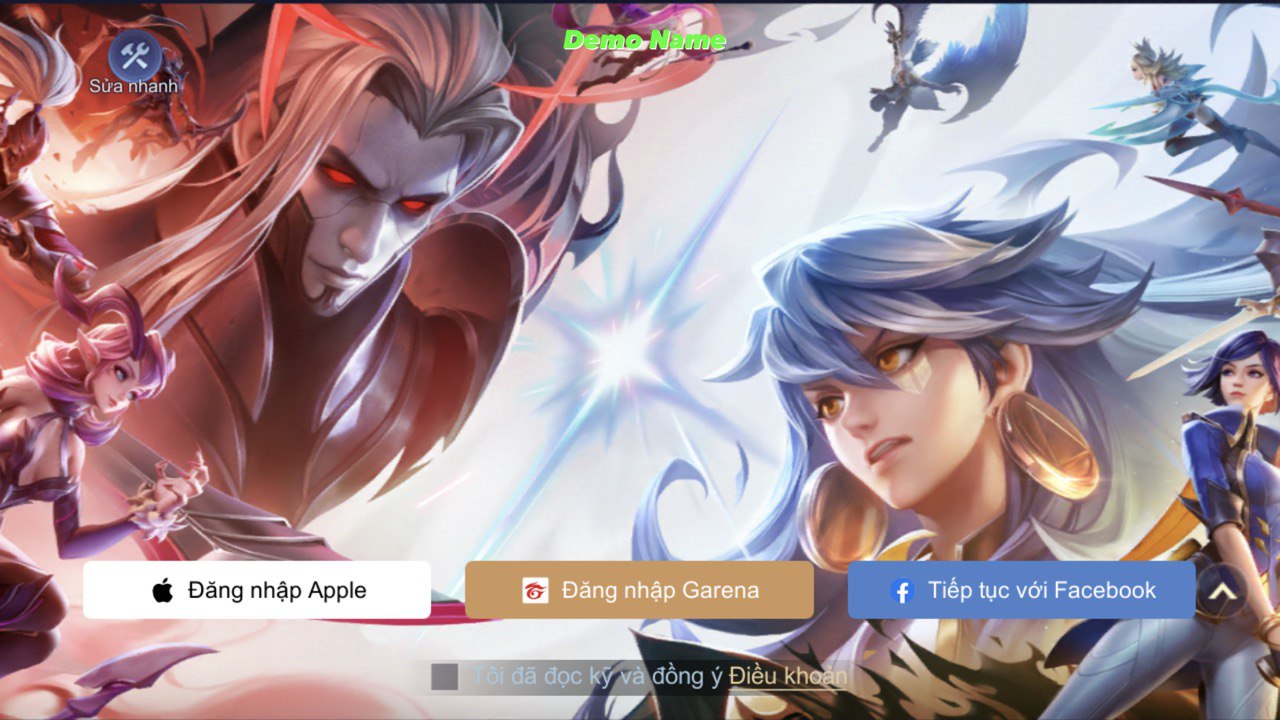 Demo Name
Sửa nhanh
Đăng nhập Apple
Đăng nhập Garena
Tiếp tục với Facebook
Tôi đã đọc kỹ và đồng ý Điều khoản